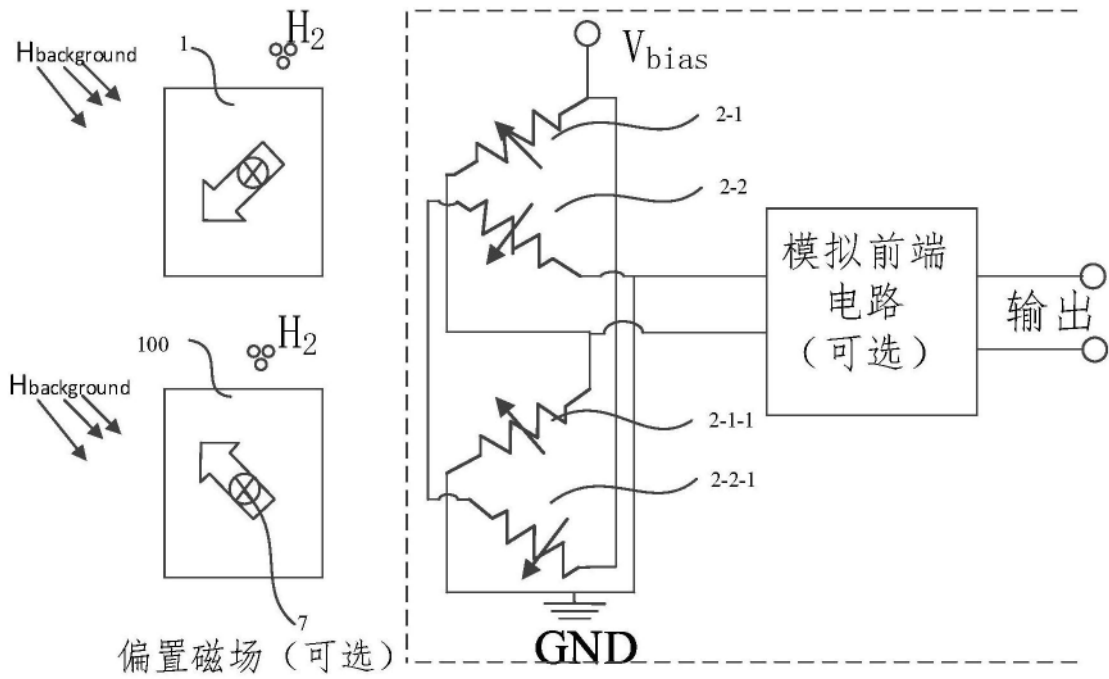 H2
Hbackground
1
Vbias
2-1
2-2
模拟前端
电路
(可选)
输出
100
H2
Hbackground
2-1-1
2-2-1
7
偏置磁场(可选)
GND